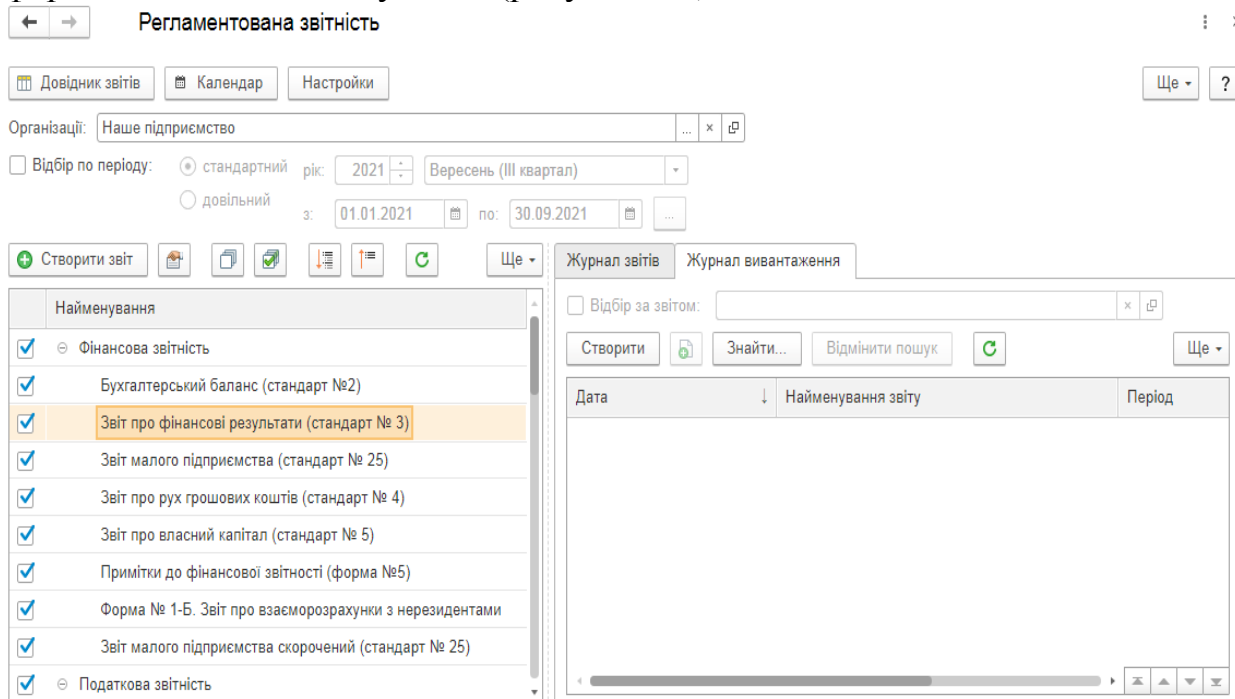 Регламентована звітність
Довідник звітів Календар Настройки Ще ?
Організації: Наше підприємство ... ×
Відбір по періоду: стандартний рік: 2021 Вересень (III квартал)
довільний з: 01.01.2021 по: 30.09.2021 ...
Створити звіт Ще
Найменування
Фінансова звітність
Бухгалтерський баланс (стандарт №2)
Звіт про фінансові результати (стандарт № 3)
Звіт малого підприємства (стандарт № 25)
Звіт про рух грошових коштів (стандарт № 4)
Звіт про власний капітал (стандарт № 5)
Примітки до фінансової звітності (форма №5)
Форма № 1-Б. Звіт про взаєморозрахунки з нерезидентами
Звіт малого підприємства скорочений (стандарт № 25)
Податкова звітність
Журнал звітів Журнал вивантаження
Відбір за звітом: ×
Створити Знайти... Відмінити пошук Ще
Дата ↓ Найменування звіту Період